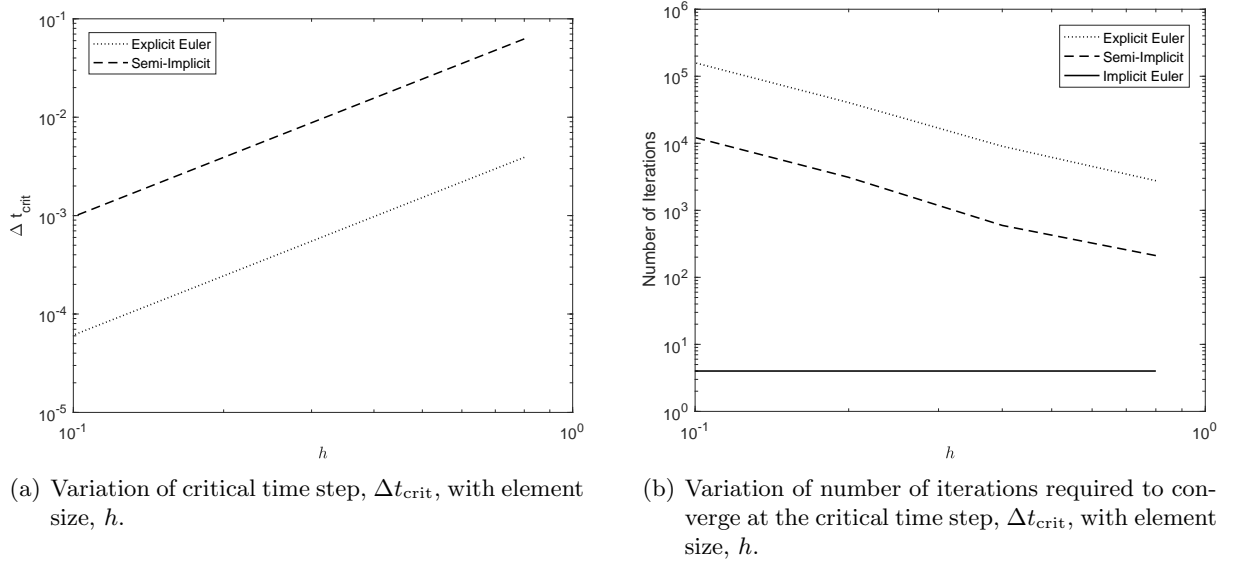 10^-1
10^-2
10^-3
10^-4
10^-5
Δ t_crit
Explicit Euler
Semi-Implicit
10^-1
10^0
h
(a) Variation of critical time step, Δt_crit, with element
size, h.
10^6
10^5
10^4
10^3
10^2
10^1
10^0
Number of Iterations
Explicit Euler
Semi-Implicit
Implicit Euler
10^-1
10^0
h
(b) Variation of number of iterations required to con-
verge at the critical time step, Δt_crit, with element
size, h.